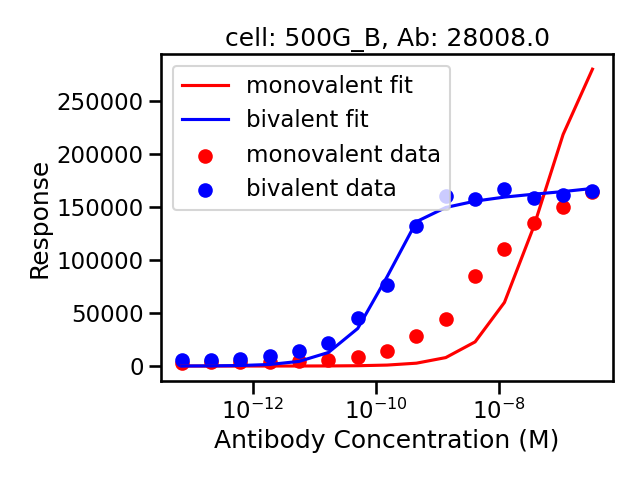 cell: 500G_B, Ab: 28008.0
monovalent fit
bivalent fit
monovalent data
bivalent data
Response
250000
200000
150000
100000
50000
0
10⁻¹² 10⁻¹⁰ 10⁻⁸
Antibody Concentration (M)